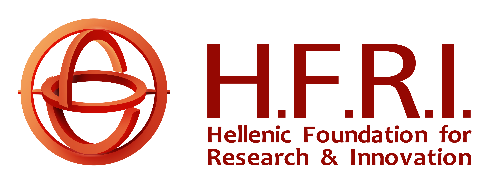 H.F.R.I.
Hellenic Foundation for
Research & Innovation